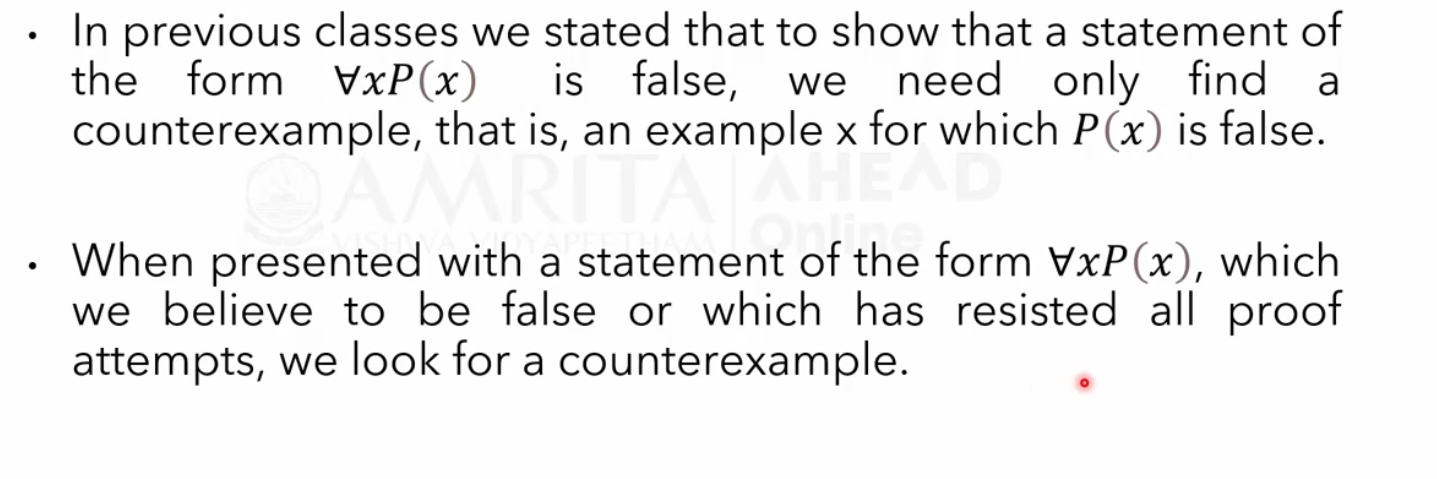 • In previous classes we stated that to show that a statement of
the form ∀xP(x) is false, we need only find a
counterexample, that is, an example x for which P(x) is false.
AMRITA AHEAD
VISHWA VIDYAPEETHAM Online
• When presented with a statement of the form ∀xP(x), which
we believe to be false or which has resisted all proof
attempts, we look for a counterexample.